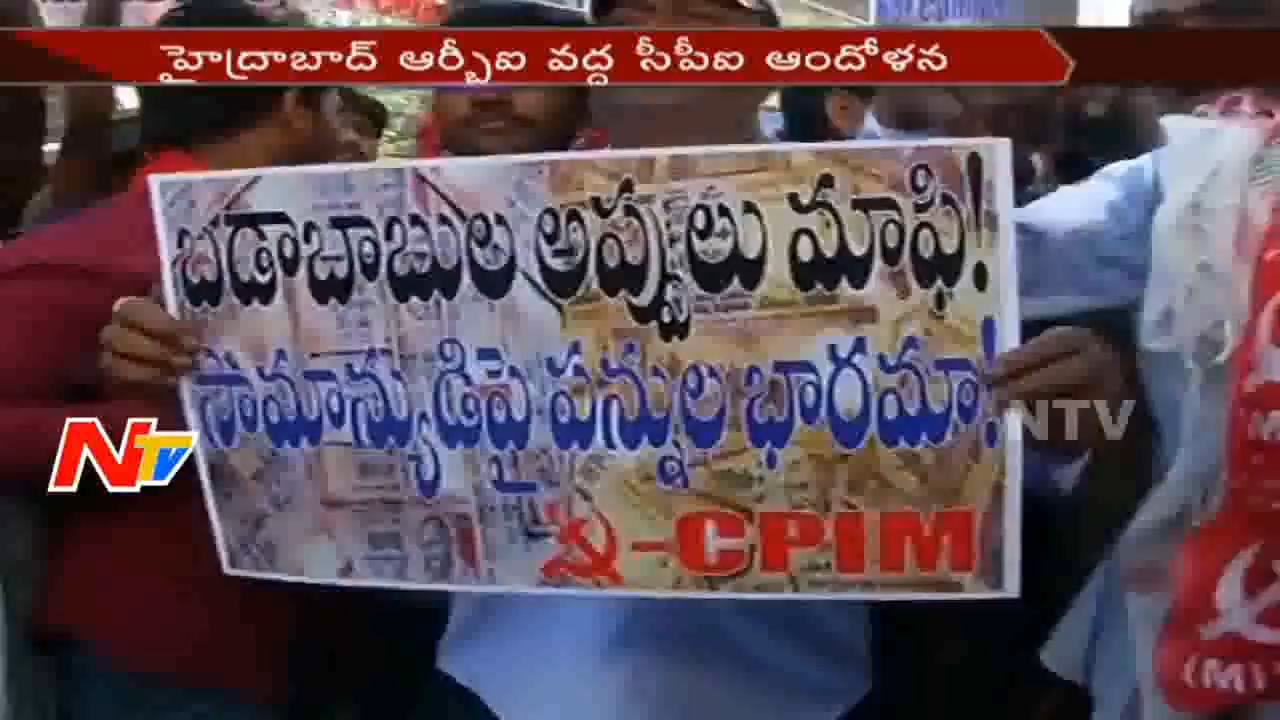 హైద్రాబాద్ ఆర్బీఐ వద్ద సీపీఐ ఆందోళన
బడాబాబుల అప్పులు మాఫి!
సామాన్యుడిపై పన్నుల భారమా!
NTV
NTV
-CPIM
(M)